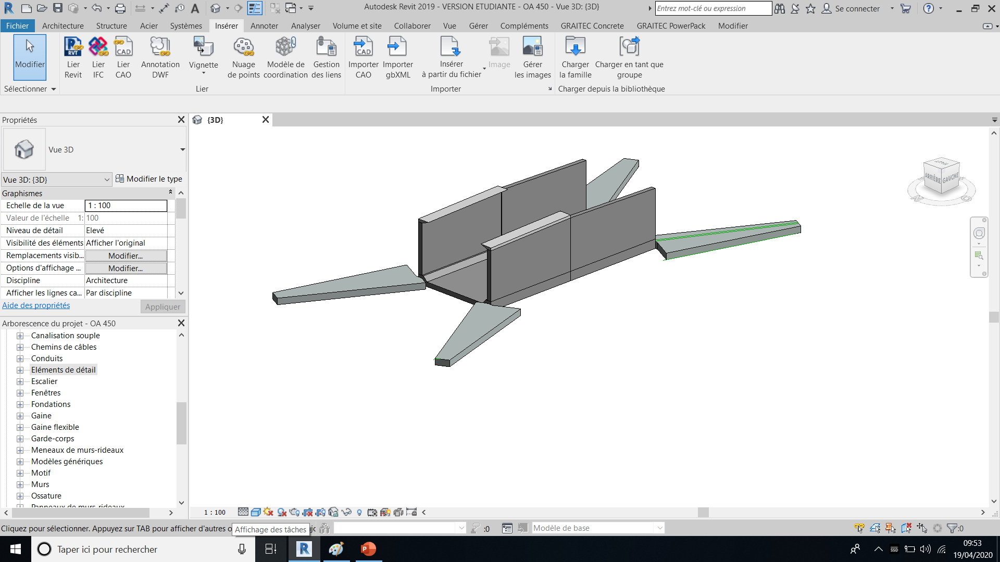 Autodesk Revit 2019 - VERSION ETUDIANTE - OA 450 - Vue 3D: {3D}
Entrez mot-clé ou expression
Se connecter
Fichier Architecture Structure Acier Systèmes Insérer Annoter Analyser Volume et site Collaborer Vue Gérer Compléments GRAITEC Concrete GRAITEC PowerPack Modifier
Modifier
Lier Revit
Lier IFC
Lier CAO
Annotation DWF
Vignette
Nuage de points
Modèle de coordination
Gestion des liens
Importer CAO
Importer gbXML
Insérer à partir du fichier
Image
Gérer les images
Charger la famille
Charger en tant que groupe
Sélectionner
Lier
Importer
Charger depuis la bibliothèque
Propriétés
{3D}
Vue 3D
Vue 3D: {3D}
Modifier le type
Graphismes
Echelle de la vue 1 : 100
Valeur de l'échelle 1: 100
Niveau de détail Elevé
Visibilité des éléments Afficher l'original
Remplacements visib... Modifier...
Options d'affichage ... Modifier...
Discipline Architecture
Afficher les lignes ca... Par discipline
Aide des propriétés
Appliquer
Arborescence du projet - OA 450
Canalisation souple
Chemins de câbles
Conduits
Eléments de détail
Escalier
Fenêtres
Fondations
Gaine
Gaine flexible
Garde-corps
Meneaux de murs-rideaux
Modèles génériques
Motif
Murs
Ossature
Panneaux de murs-rideaux
ARRIÈRE
GAUCHE
1 : 100
Cliquez pour sélectionner. Appuyez sur TAB pour afficher d'autres o
Affichage des tâches
:0
Modèle de base
:0
Taper ici pour rechercher
09:53
19/04/2020